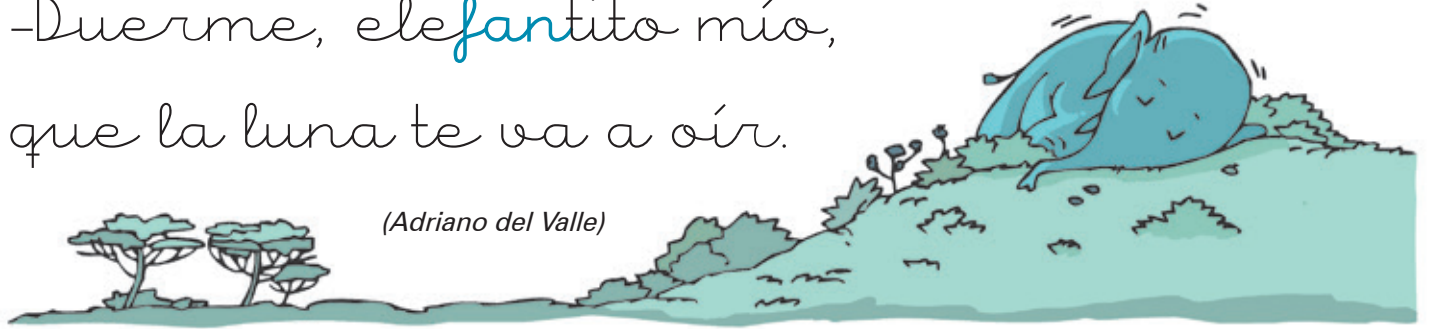 -Duerme, elefantito mío,
que la luna te va a oír.
(Adriano del Valle)